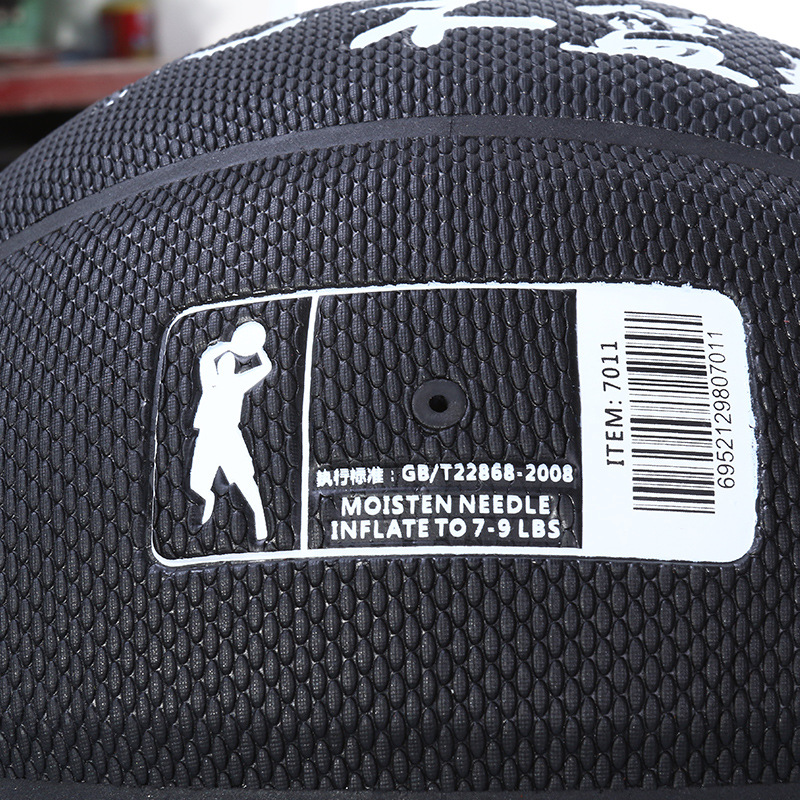 执行标准：GB/T22868-2008
MOISTEN NEEDLE
INFLATE TO 7-9 LBS
ITEM: 7011
6952129807011